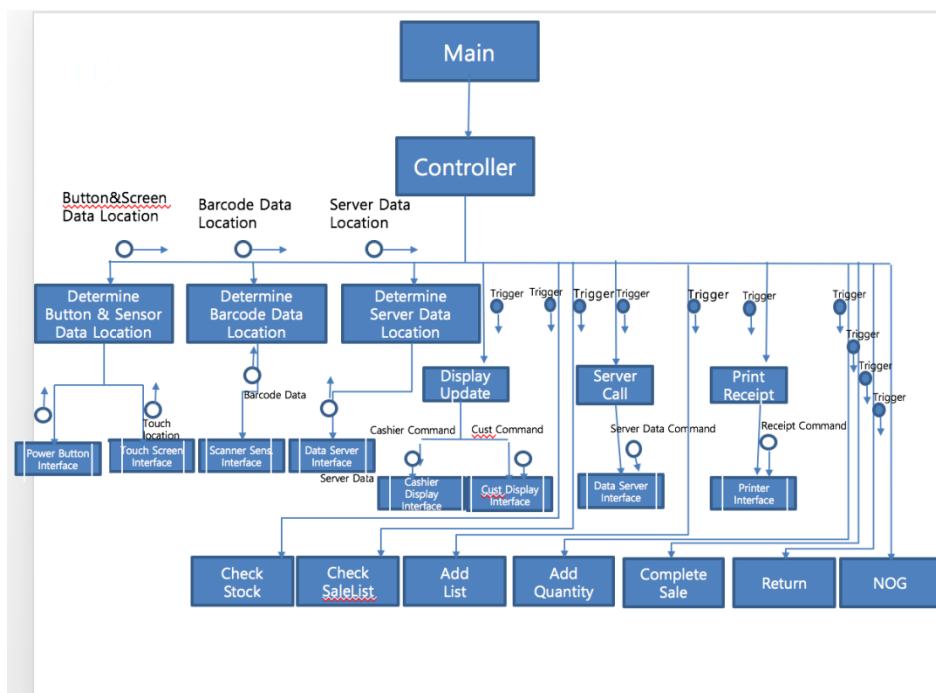 Main
Controller
Button&Screen
Data Location
Barcode Data
Location
Server Data
Location
Determine
Button & Sensor
Data Location
Determine
Barcode Data
Location
Determine
Server Data
Location
Trigger
Trigger
Trigger
Trigger
Trigger
Trigger
Trigger
Trigger
Trigger
Trigger
Display
Update
Server
Call
Print
Receipt
Barcode Data
Touch
location
Cashier Command
Cust Command
Server Data Command
Receipt Command
Power Button
Interface
Touch Screen
Interface
Scanner Sens.
Interface
Data Server
Interface
Server Data
Cashier
Display
Interface
Cust Display
Interface
Data Server
Interface
Printer
Interface
Check
Stock
Check
SaleList
Add
List
Add
Quantity
Complete
Sale
Return
NOG